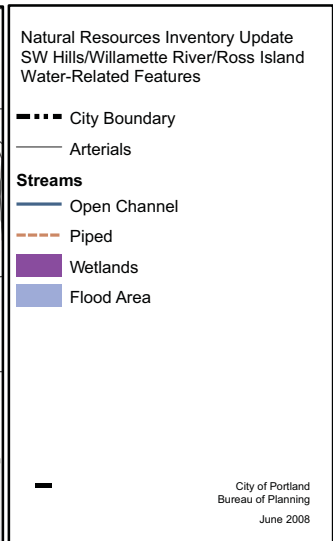 Natural Resources Inventory Update
SW Hills/Willamette River/Ross Island
Water-Related Features
City Boundary
Arterials
Streams
Open Channel
Piped
Wetlands
Flood Area
City of Portland
Bureau of Planning
June 2008